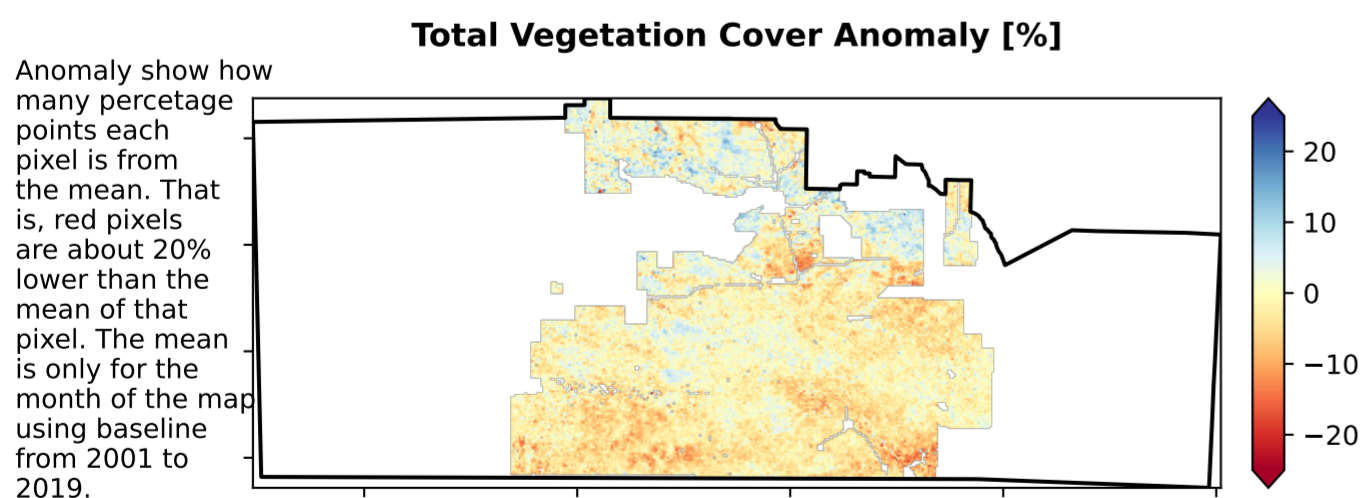 Total Vegetation Cover Anomaly [%]
Anomaly show how
many percetage
points each
pixel is from
the mean. That
is, red pixels
are about 20%
lower than the
mean of that
pixel. The mean
is only for the
month of the map
using baseline
from 2001 to
2019.
20
10
0
−10
−20